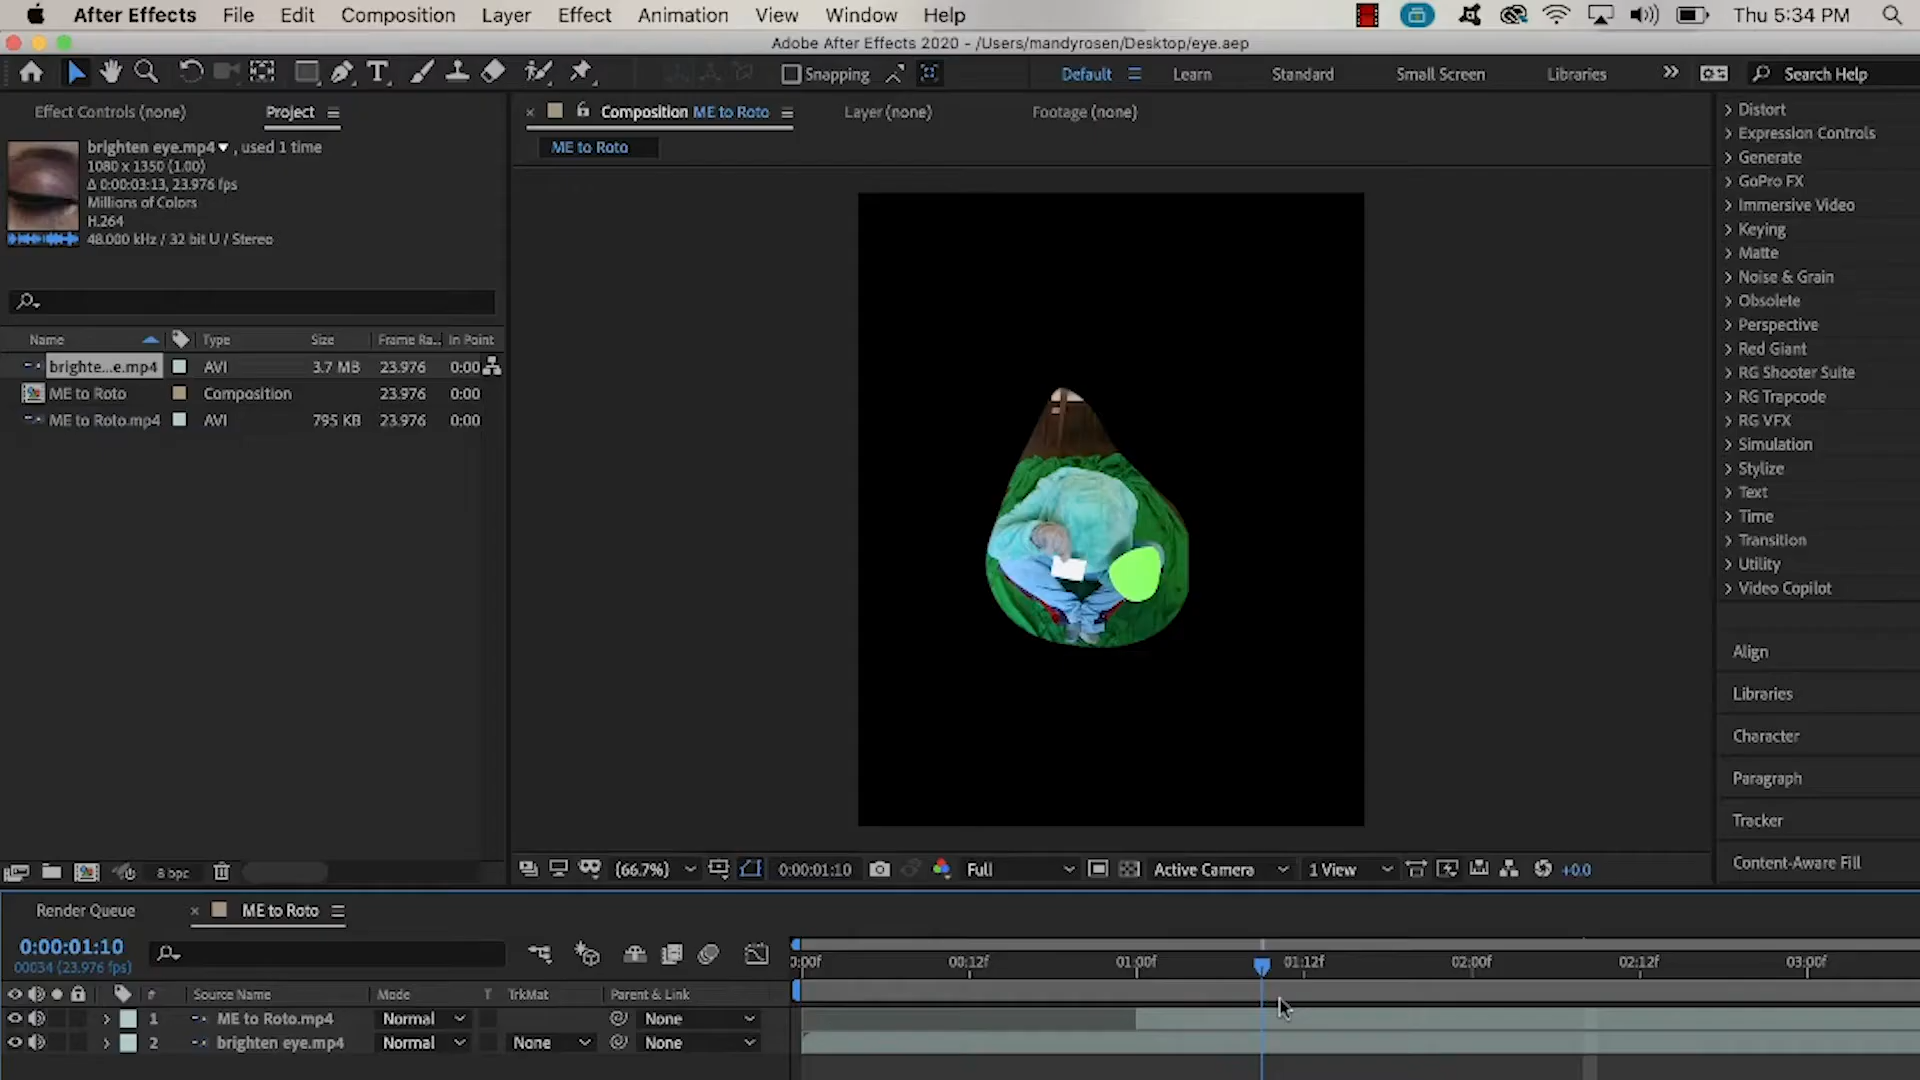 After Effects File Edit Composition Layer Effect Animation View Window Help Thu 5:34 PM
Adobe After Effects 2020 - /Users/mandyrosen/Desktop/eye.aep
T Snapping Default Learn Standard Small Screen Libraries Search Help
Effect Controls (none) Project
Composition ME to Roto Layer (none) Footage (none)
ME to Roto
brighten eye.mp4 , used 1 time
1080 x 1350 (1.00)
Δ 0:00:03:13, 23.976 fps
Millions of Colors
H.264
48.000 kHz / 32 bit U / Stereo
Name Type Size Frame Ra... In Point
brighte...e.mp4 AVI 3.7 MB 23.976 0:00
ME to Roto Composition 23.976 0:00
ME to Roto.mp4 AVI 795 KB 23.976 0:00
Distort
Expression Controls
Generate
GoPro FX
Immersive Video
Keying
Matte
Noise & Grain
Obsolete
Perspective
Red Giant
RG Shooter Suite
RG Trapcode
RG VFX
Simulation
Stylize
Text
Time
Transition
Utility
Video Copilot
Align
Libraries
Character
Paragraph
Tracker
Content-Aware Fill
8 bpc
(66.7%) 0:00:01:10 Full Active Camera 1 View +0.0
Render Queue ME to Roto
0:00:01:10
00034 (23.976 fps)
0:00f 00:12f 01:00f 01:12f 02:00f 02:12f 03:00f
# Source Name Mode T TrkMat Parent & Link
1 ME to Roto.mp4 Normal None
2 brighten eye.mp4 Normal None None